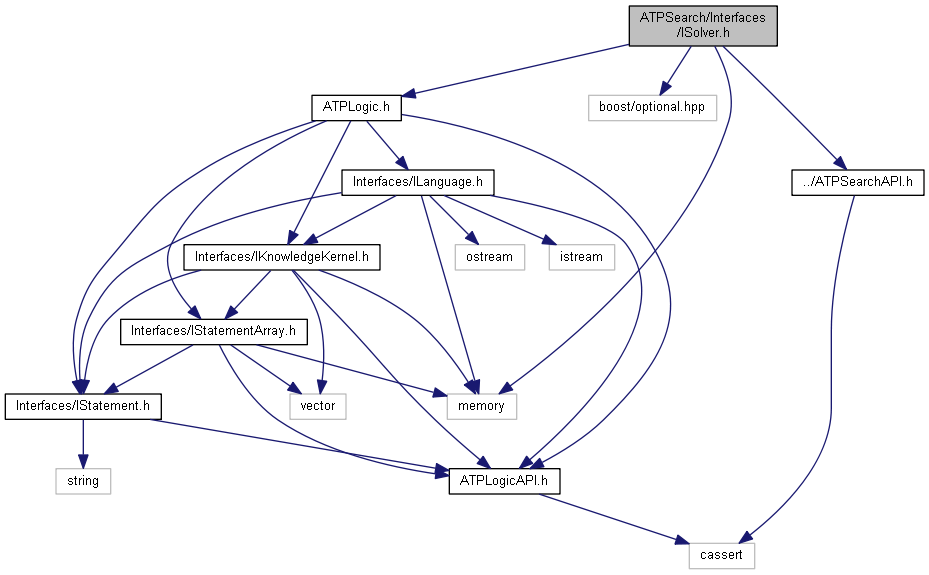 ATPSearch/Interfaces
/ISolver.h
ATPLogic.h
boost/optional.hpp
Interfaces/ILanguage.h
../ATPSearchAPI.h
Interfaces/IKnowledgeKernel.h
ostream
istream
Interfaces/IStatementArray.h
Interfaces/IStatement.h
vector
memory
string
ATPLogicAPI.h
cassert